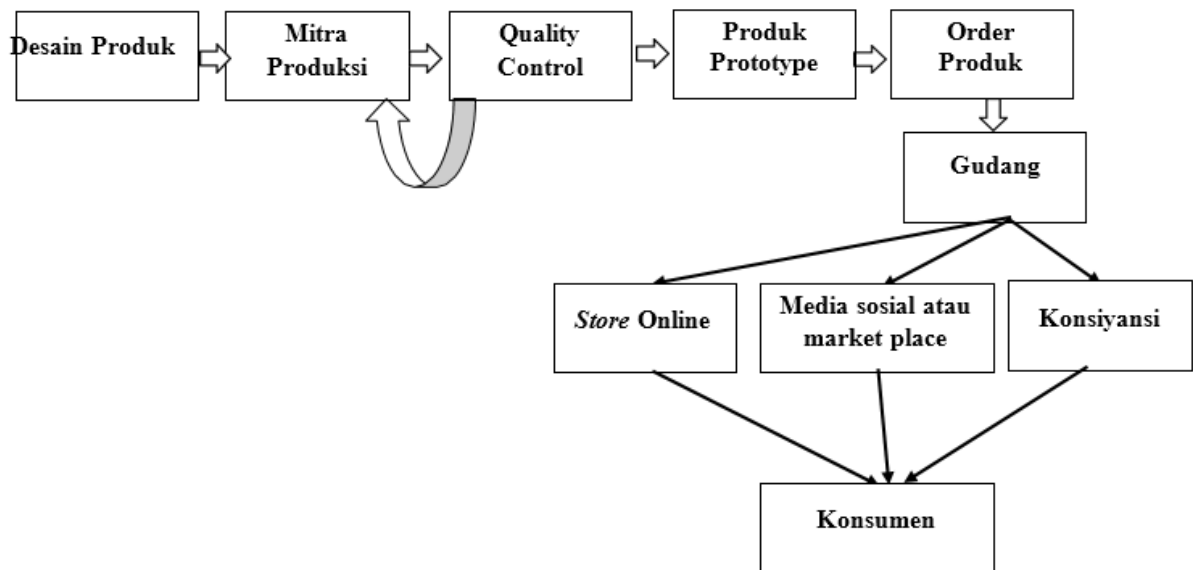 Desain Produk
Mitra
Produksi
Quality
Control
Produk
Prototype
Order
Produk
Gudang
Store Online
Media sosial atau
market place
Konsiyansi
Konsumen